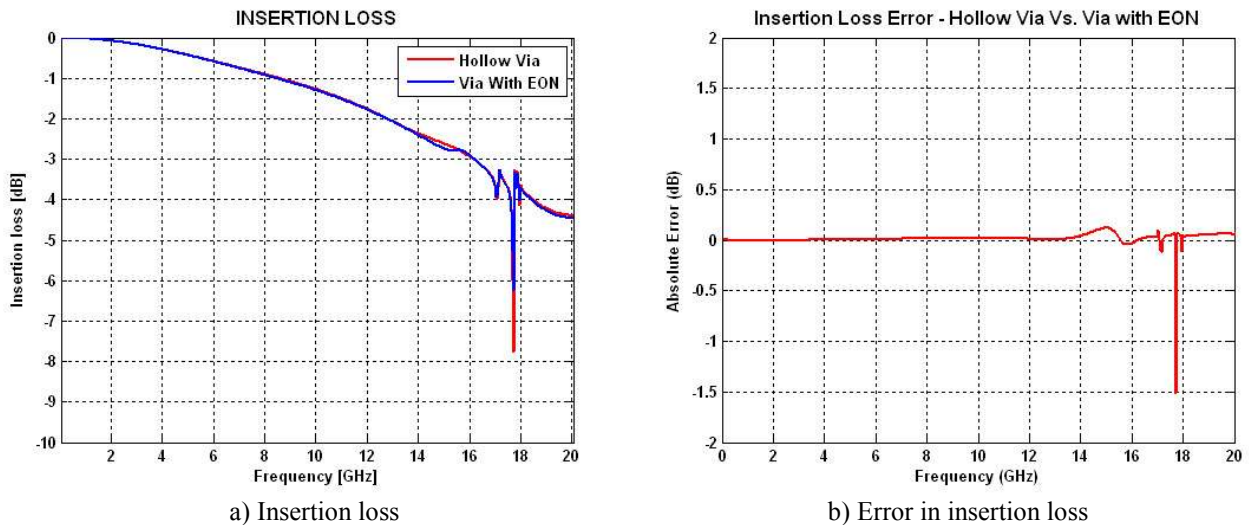 INSERTION LOSS
Insertion loss [dB]
0
-1
-2
-3
-4
-5
-6
-7
-8
-9
-10
Hollow Via
Via With EON
2 4 6 8 10 12 14 16 18 20
Frequency [GHz]
a) Insertion loss
Insertion Loss Error - Hollow Via Vs. Via with EON
Absolute Error (dB)
2
1.5
1
0.5
0
-0.5
-1
-1.5
-2
0 2 4 6 8 10 12 14 16 18 20
Frequency (GHz)
b) Error in insertion loss